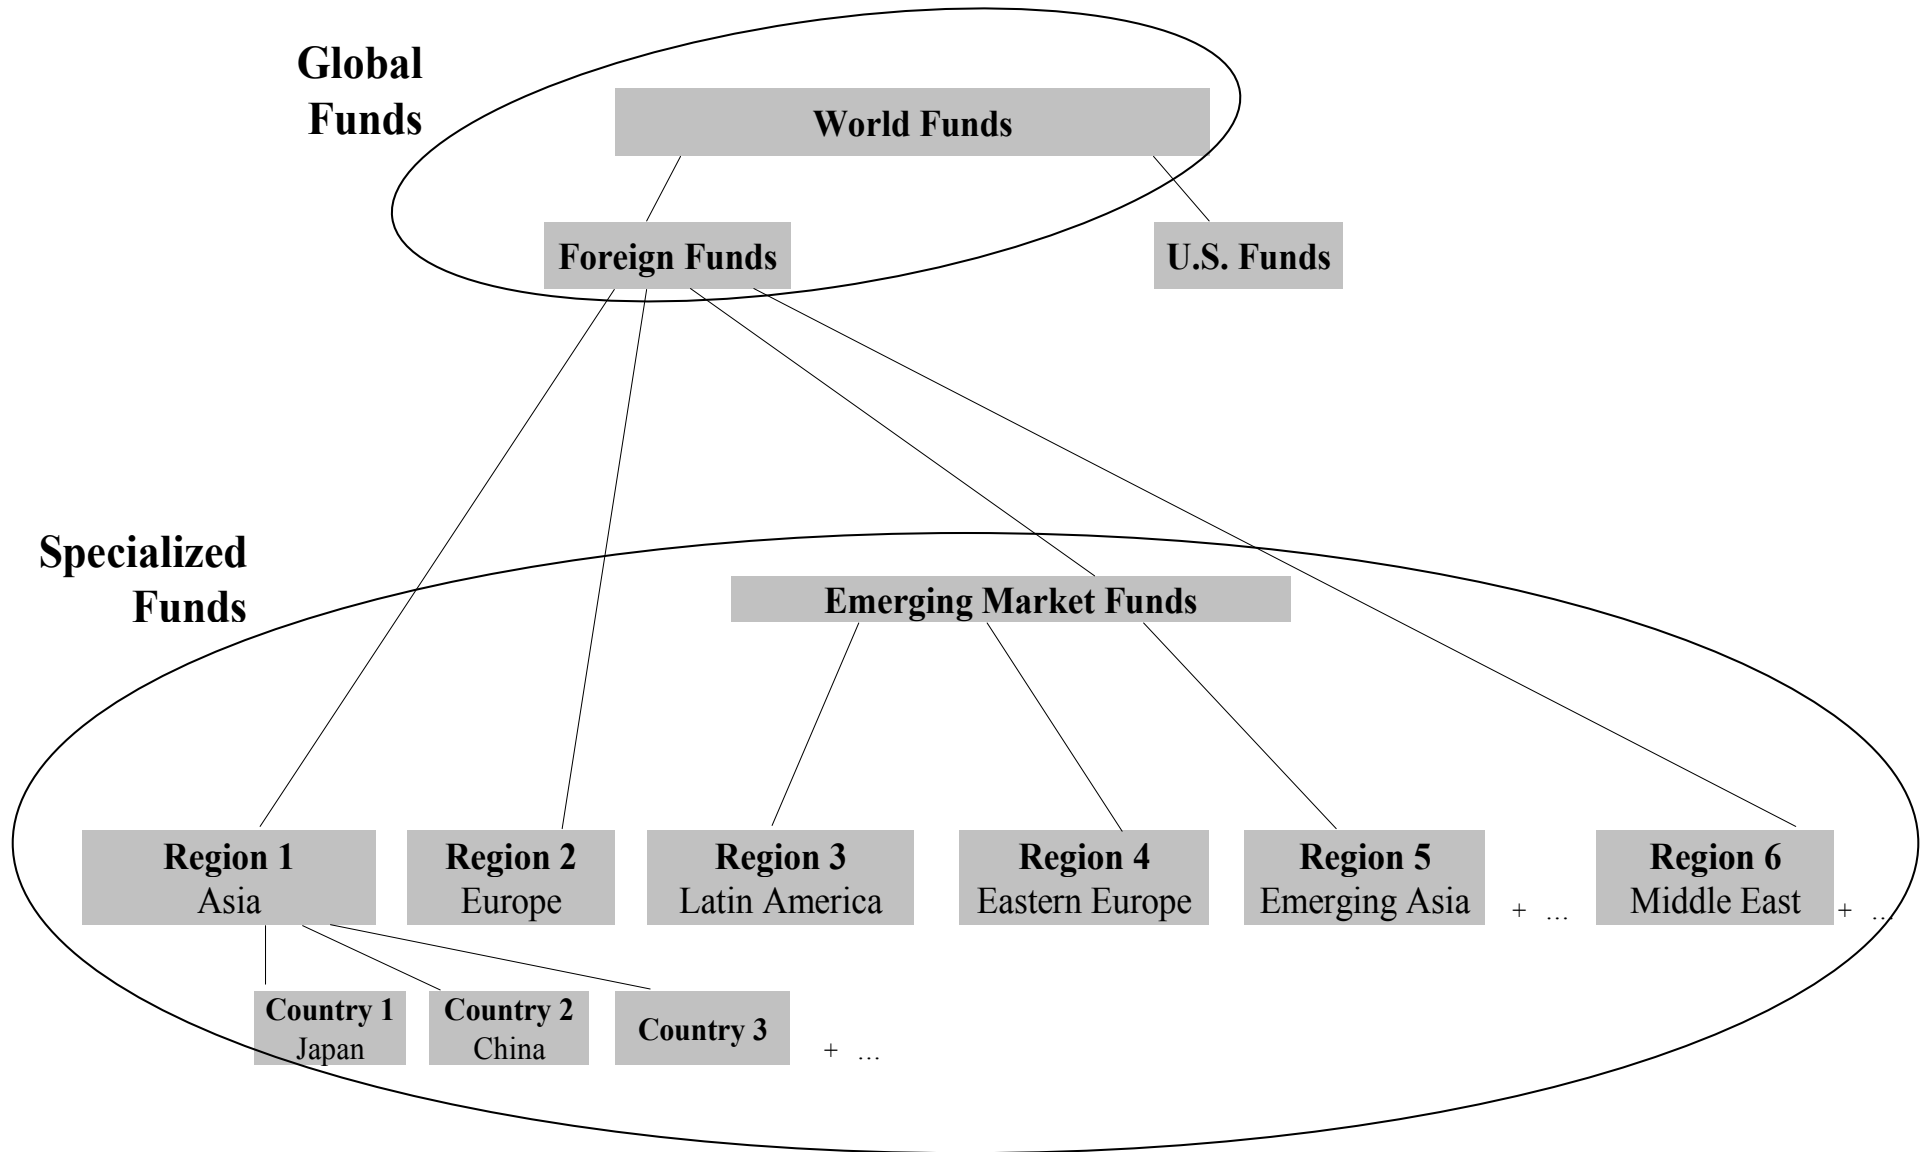 Global
Funds
World Funds
Foreign Funds
U.S. Funds
Specialized
Funds
Emerging Market Funds
Region 1
Asia
Region 2
Europe
Region 3
Latin America
Region 4
Eastern Europe
Region 5
Emerging Asia
+ ...
Region 6
Middle East
+ ...
Country 1
Japan
Country 2
China
Country 3
+ ...